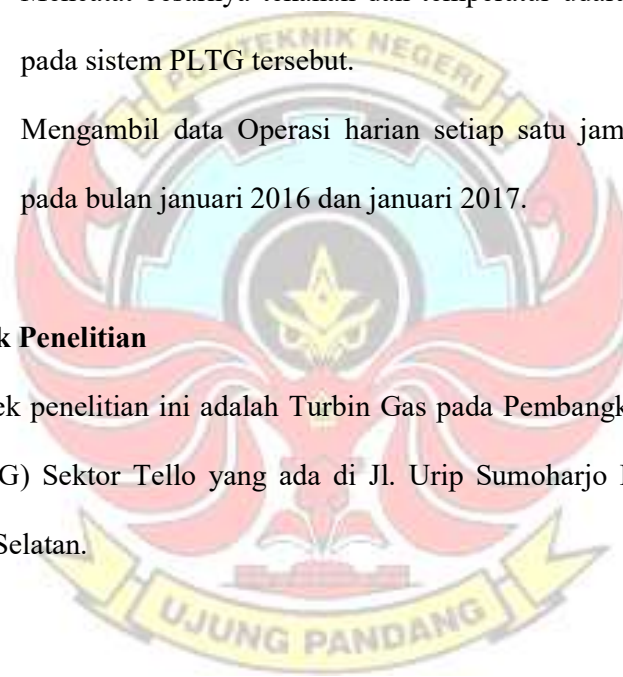 pada sistem PLTG tersebut.
POLITEKNIK NEGERI
Mengambil data Operasi harian setiap satu jam
pada bulan januari 2016 dan januari 2017.
k Penelitian
ek penelitian ini adalah Turbin Gas pada Pembangk
G) Sektor Tello yang ada di Jl. Urip Sumoharjo
Selatan.
UJUNG PANDANG